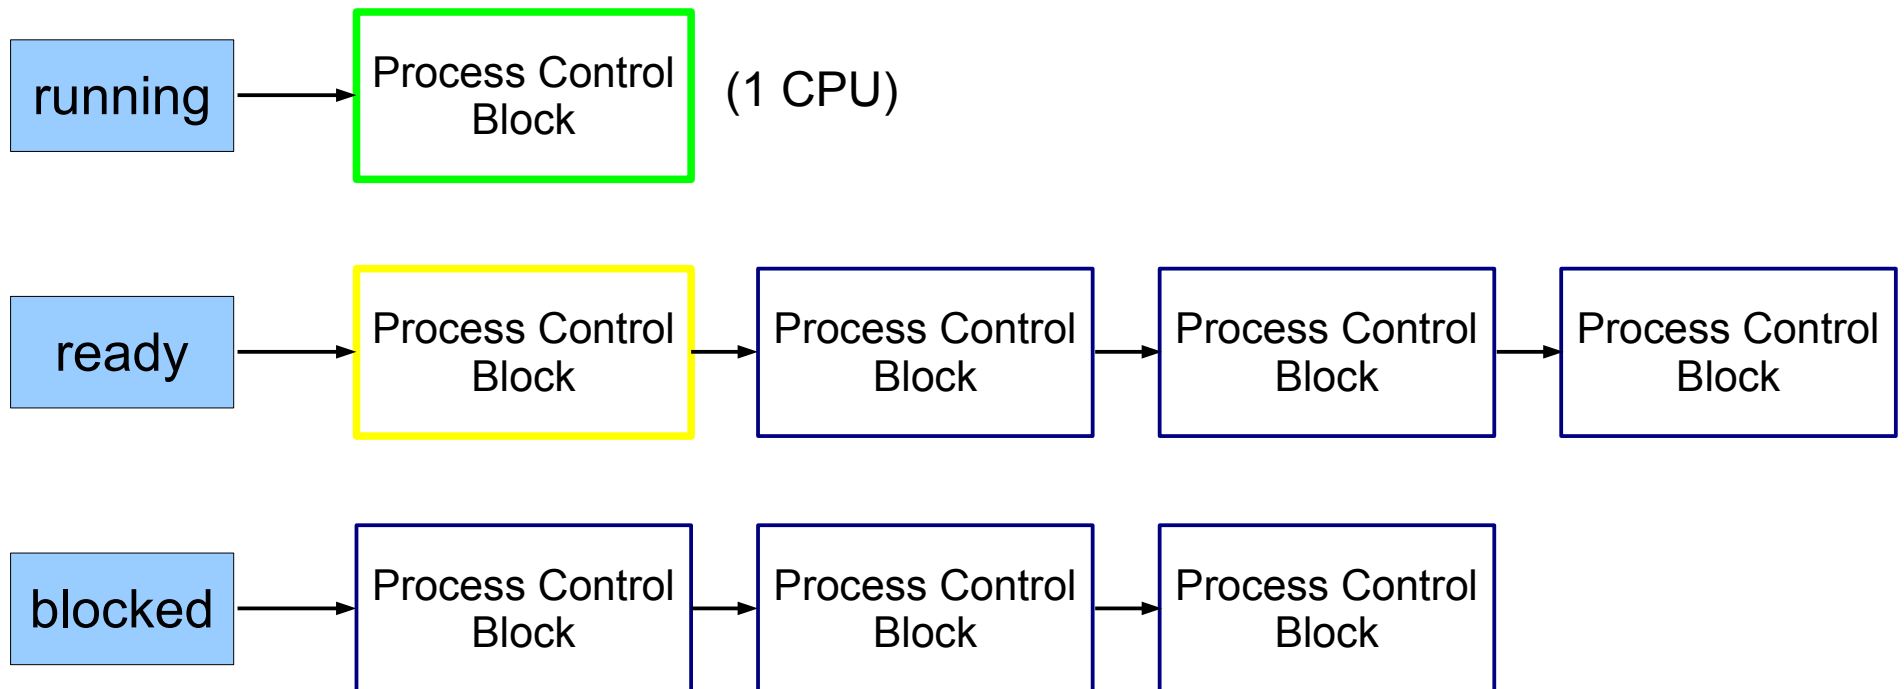 running
Process Control
Block
(1 CPU)
ready
Process Control
Block
Process Control
Block
Process Control
Block
Process Control
Block
blocked
Process Control
Block
Process Control
Block
Process Control
Block